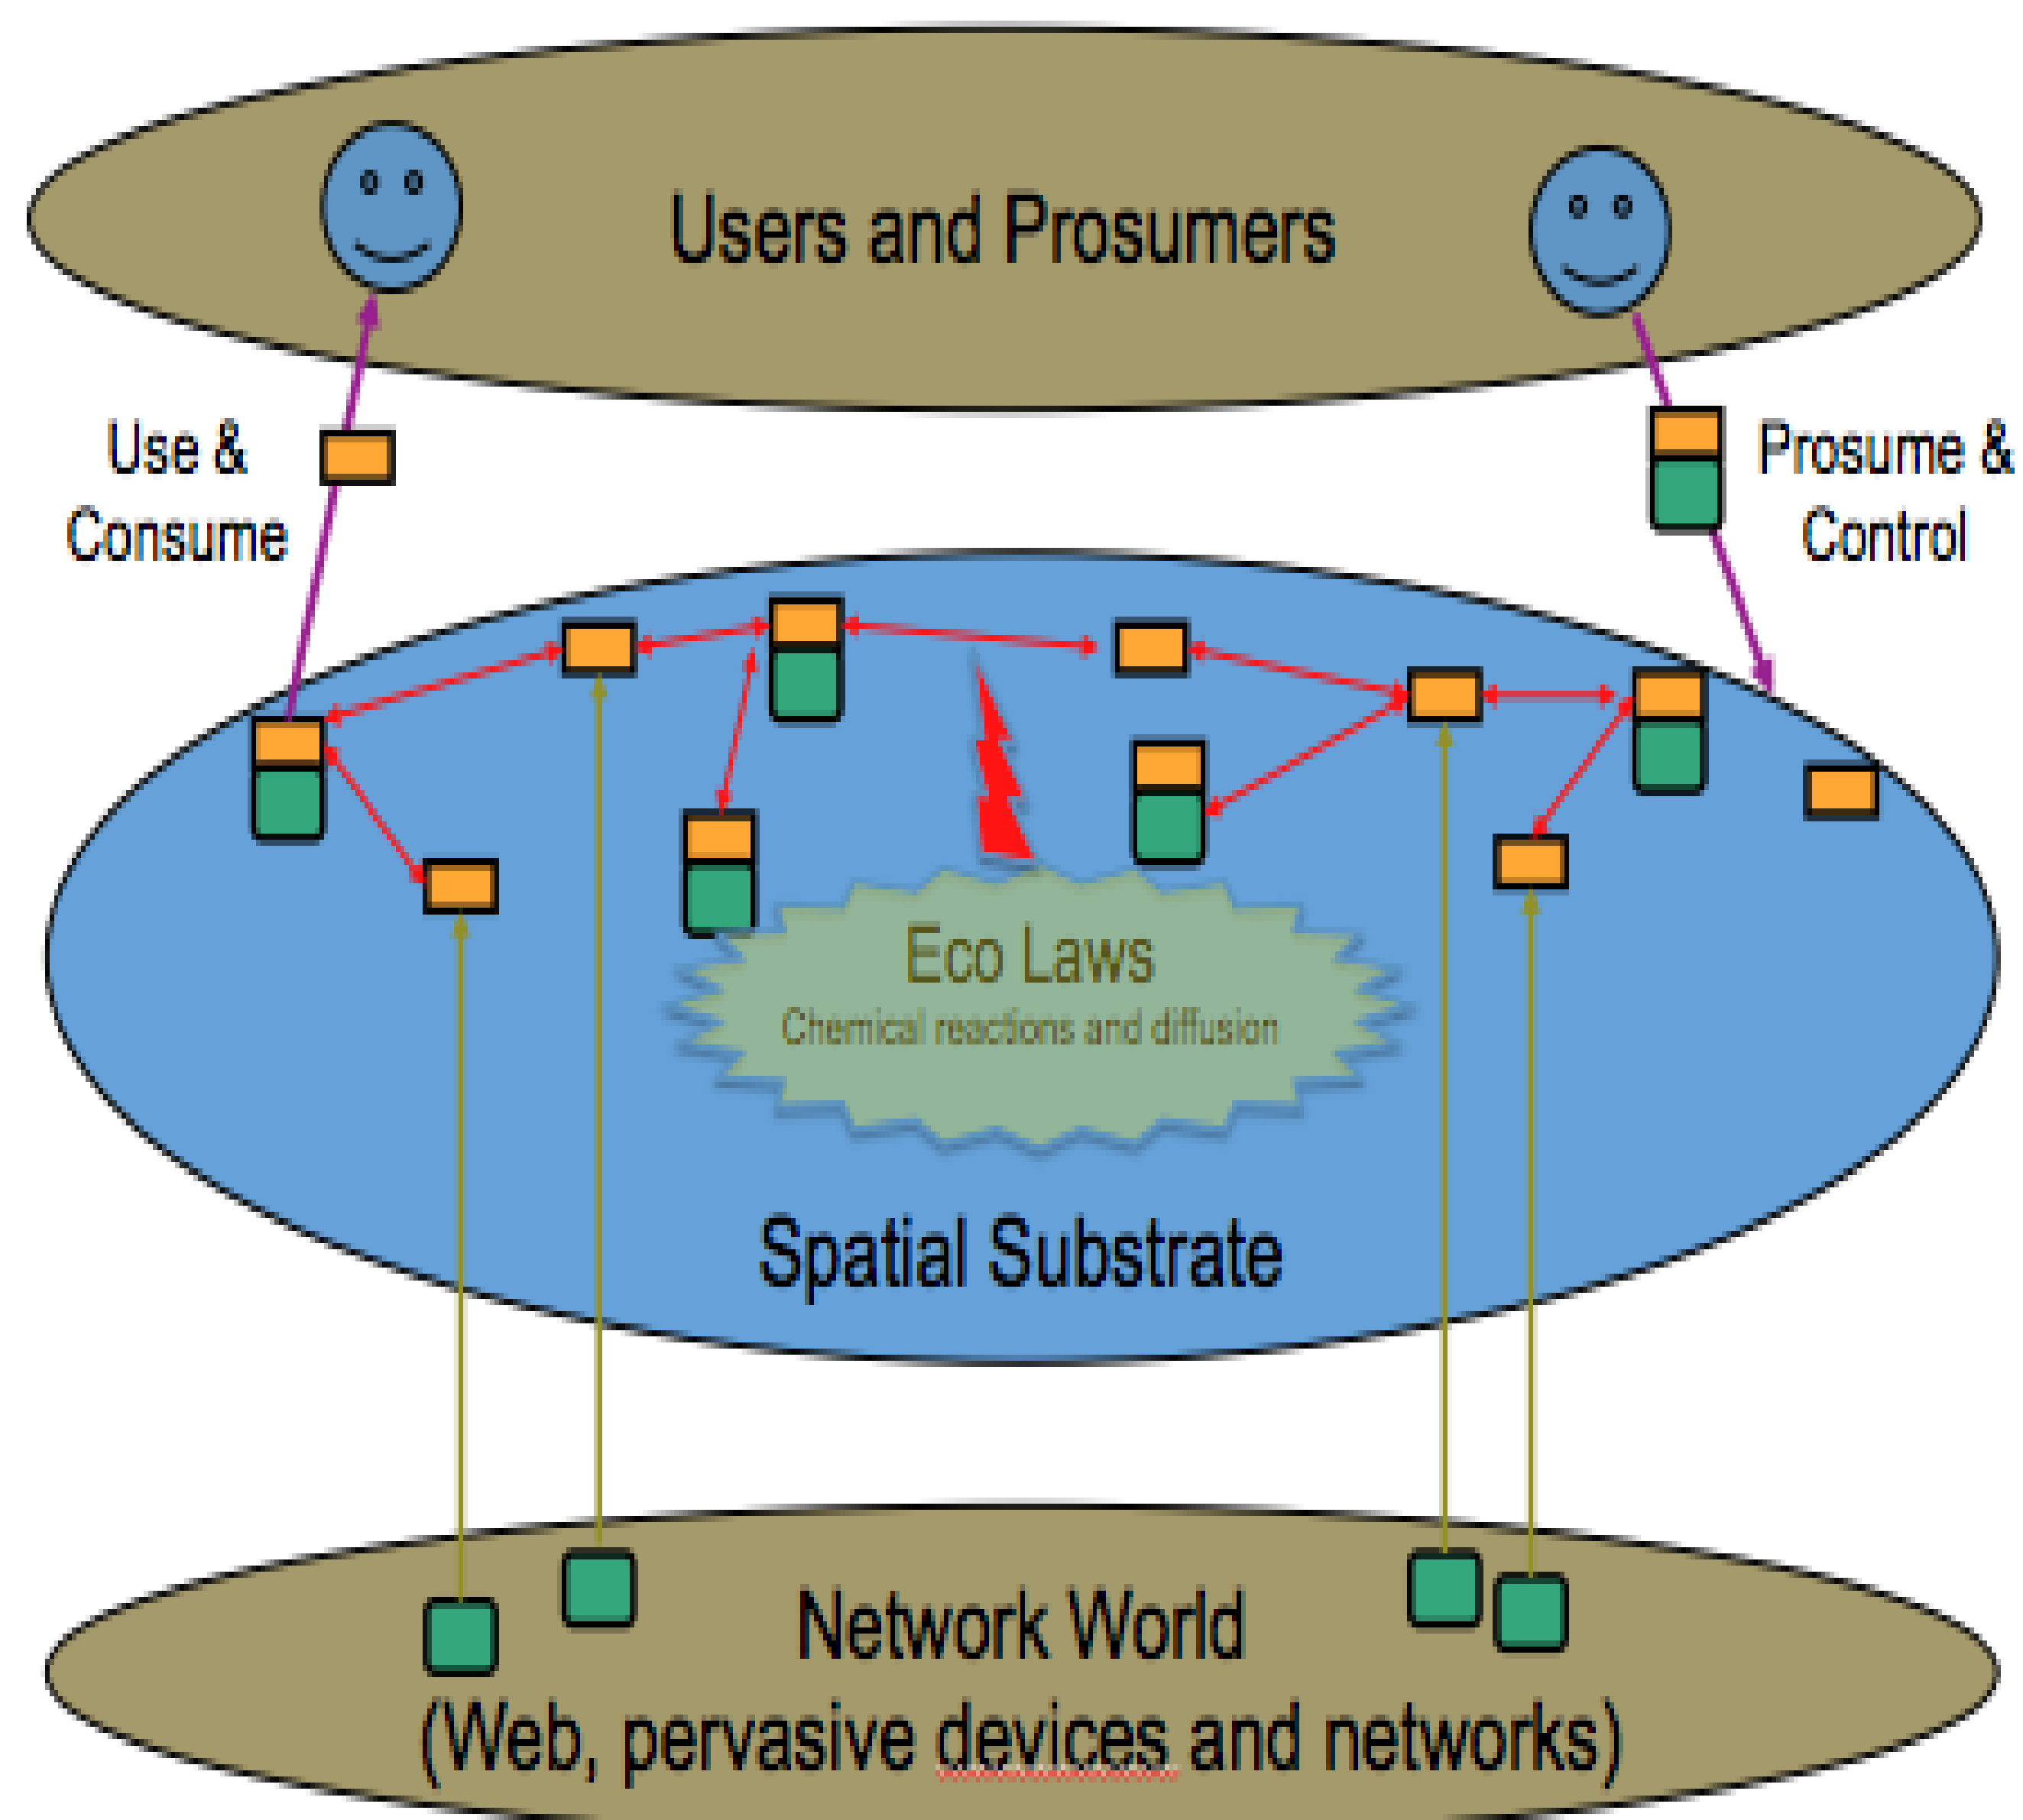 Users and Prosumers
Use &
Consume
Prosume &
Control
Eco Laws
Chemical reactions and diffusion
Spatial Substrate
Network World
(Web, pervasive devices and networks)